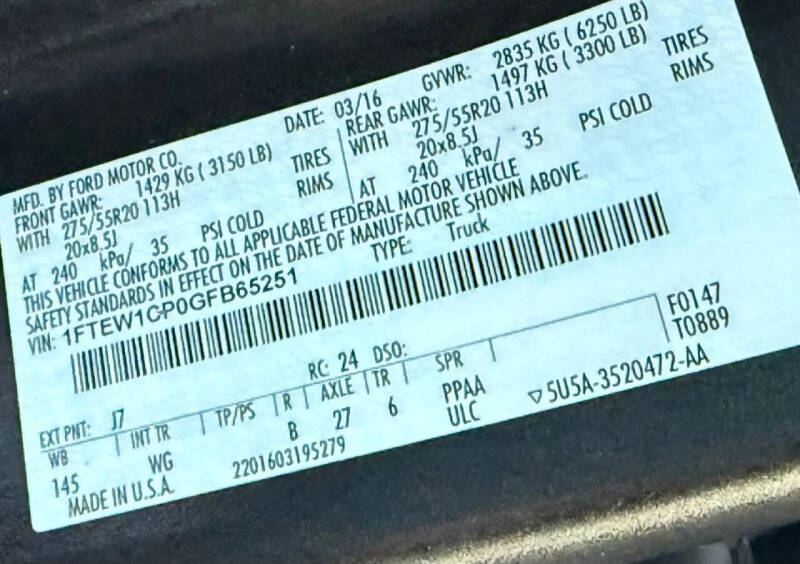 DATE: 03/16 GVWR: 2835 KG ( 6250 LB)
MFD. BY FORD MOTOR CO.
FRONT GAWR: 1429 KG ( 3150 LB) REAR GAWR: 1497 KG ( 3300 LB)
WITH 275/55R20 113H TIRES WITH 275/55R20 113H TIRES
20x8.5J RIMS 20x8.5J RIMS
AT 240 kPa/ 35 PSI COLD AT 240 kPa/ 35 PSI COLD
THIS VEHICLE CONFORMS TO ALL APPLICABLE FEDERAL MOTOR VEHICLE
SAFETY STANDARDS IN EFFECT ON THE DATE OF MANUFACTURE SHOWN ABOVE.
VIN: 1FTEW1CP0GFB65251 TYPE: Truck
F0147
T0889
EXT PNT: J7 RC: 24 DSO:
WB INT TR TP/PS R AXLE TR SPR
145 WG B 27 6 PPAA
ULC
MADE IN U.S.A. 2201603195279
▽5U5A-3520472-AA